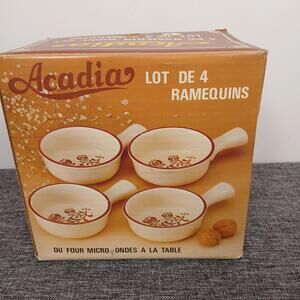 Acadia
LOT DE 4
RAMEQUINS
DU FOUR MICRO-ONDES À LA TABLE